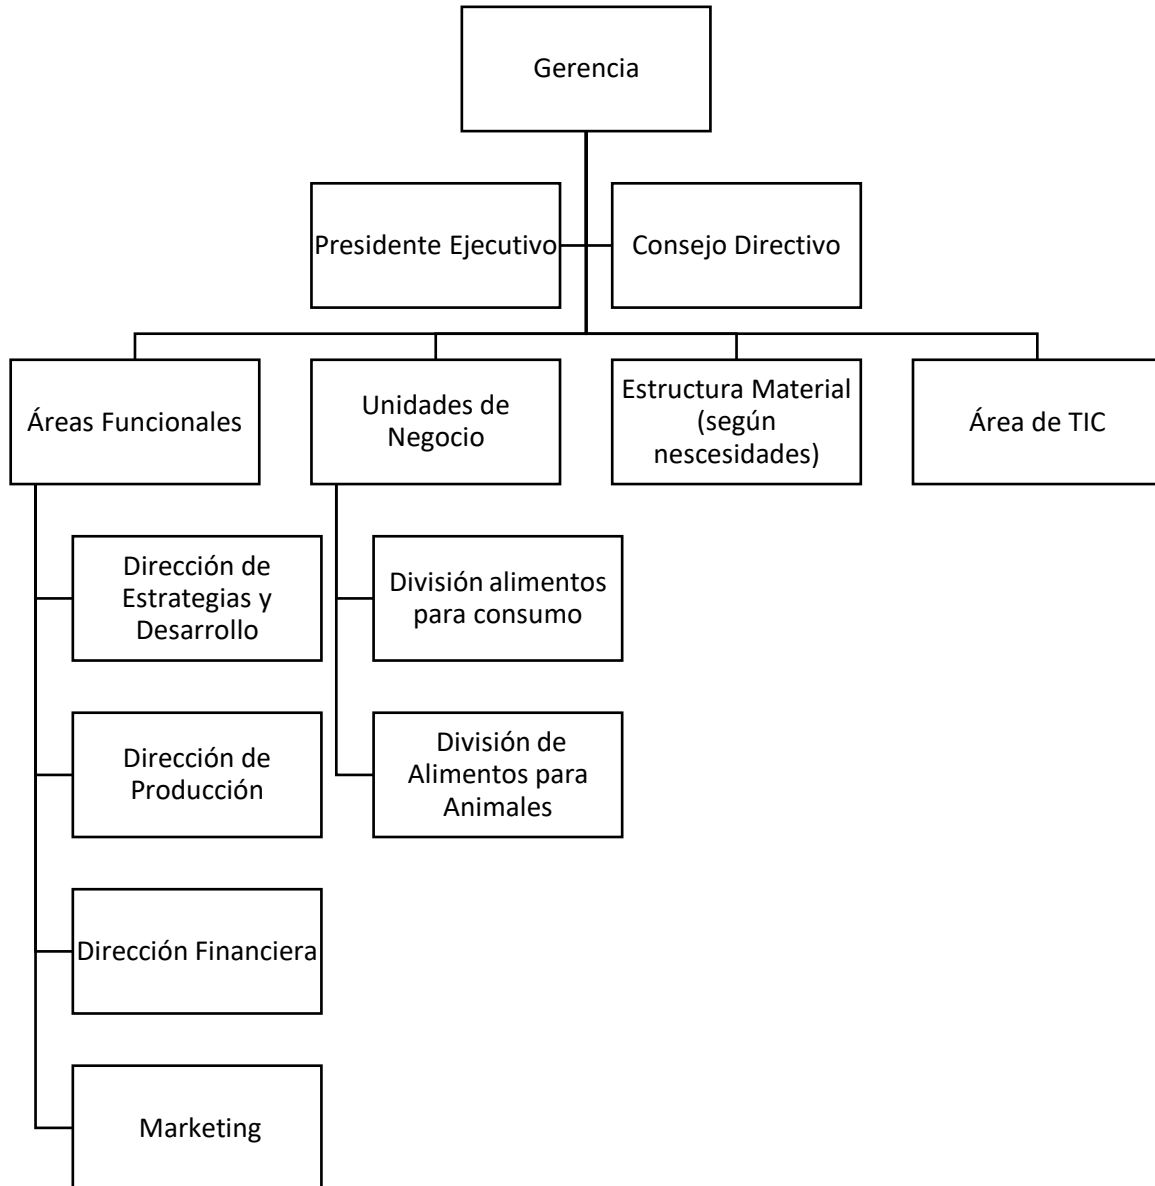 Gerencia
Presidente Ejecutivo
Consejo Directivo
Áreas Funcionales
Unidades de
Negocio
Estructura Material
(según
nescesidades)
Área de TIC
Dirección de
Estrategias y
Desarrollo
División alimentos
para consumo
Dirección de
Producción
División de
Alimentos para
Animales
Dirección Financiera
Marketing